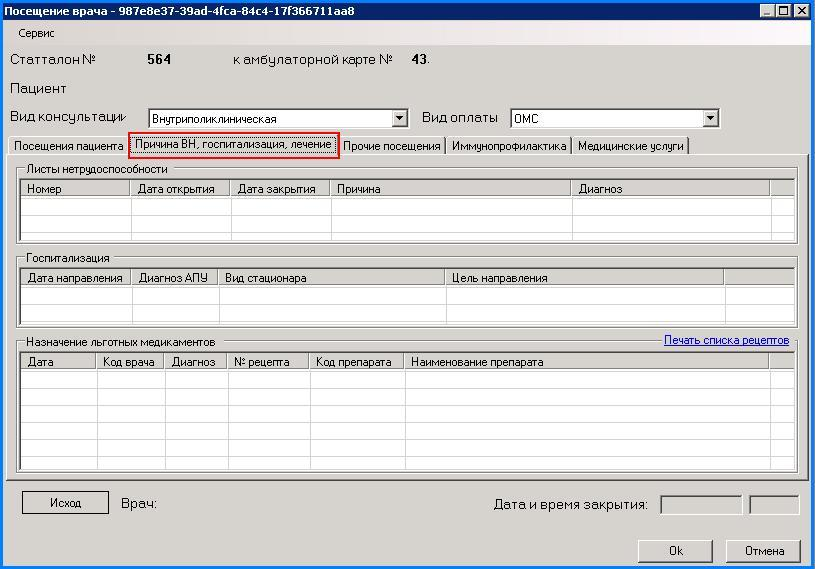 Посещение врача - 987e8e37-39ad-4fca-84c4-17f366711aa8
Сервис
Статталон № 564 к амбулаторной карте № 43.
Пациент
Вид консультации Внутриполиклиническая Вид оплаты ОМС
Посещения пациента Причина ВН, госпитализация, лечение Прочие посещения Иммунопрофилактика Медицинские услуги
Листы нетрудоспособности
Номер Дата открытия Дата закрытия Причина Диагноз
Госпитализация
Дата направления Диагноз АПУ Вид стационара Цель направления
Назначение льготных медикаментов Печать списка рецептов
Дата Код врача Диагноз № рецепта Код препарата Наименование препарата
Исход Врач: Дата и время закрытия:
Ok Отмена